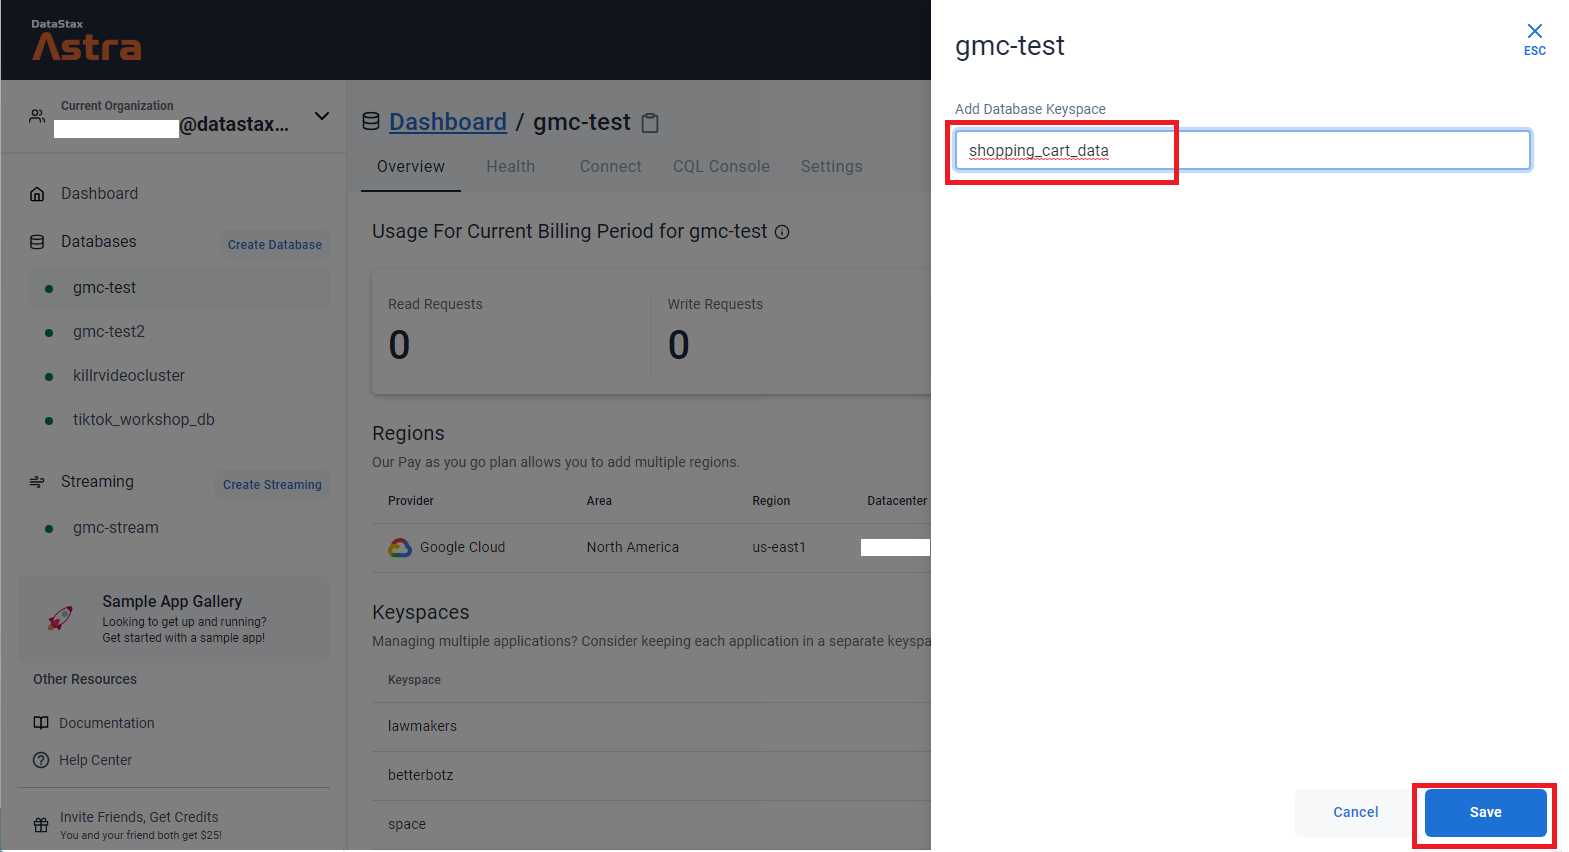 DataStax
Astra
Current Organization
@datastax...
Dashboard
Databases
Create Database
gmc-test
gmc-test2
killrvideocluster
tiktok_workshop_db
Streaming
Create Streaming
gmc-stream
Sample App Gallery
Looking to get up and running?
Get started with a sample app!
Other Resources
Documentation
Help Center
Invite Friends, Get Credits
You and your friend both get $25!
Dashboard / gmc-test
Overview Health Connect CQL Console Settings
Usage For Current Billing Period for gmc-test
Read Requests Write Requests
0 0
Regions
Our Pay as you go plan allows you to add multiple regions.
Provider Area Region Datacenter
Google Cloud North America us-east1
Keyspaces
Managing multiple applications? Consider keeping each application in a separate keyspa
Keyspace
lawmakers
betterbotz
space
gmc-test
ESC
Add Database Keyspace
shopping_cart_data
Cancel Save